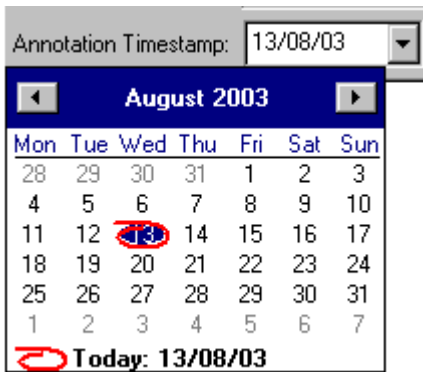 Annotation Timestamp: 13/08/03
August 2003
Mon Tue Wed Thu Fri Sat Sun
28 29 30 31 1 2 3
4 5 6 7 8 9 10
11 12 13 14 15 16 17
18 19 20 21 22 23 24
25 26 27 28 29 30 31
1 2 3 4 5 6 7
Today: 13/08/03